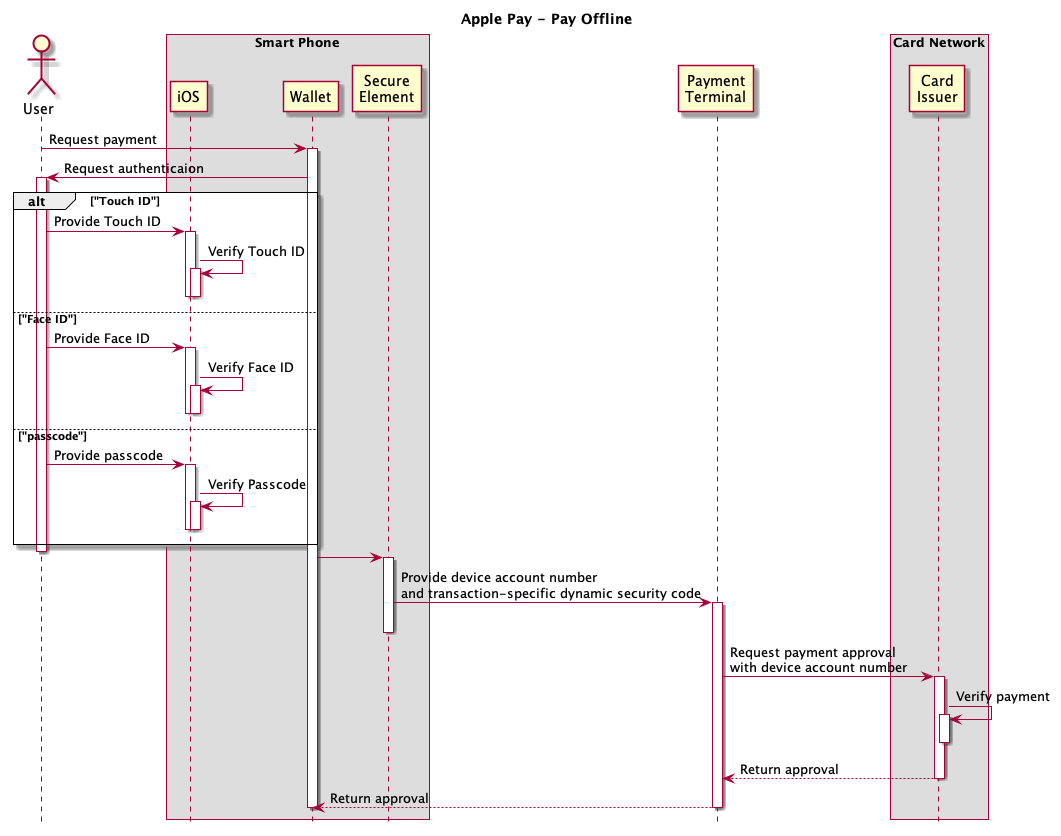 Apple Pay - Pay Offline
Smart Phone
Card Network
User
iOS
Wallet
Secure
Element
Payment
Terminal
Card
Issuer
Request payment
Request authenticaion
alt
["Touch ID"]
Provide Touch ID
Verify Touch ID
["Face ID"]
Provide Face ID
Verify Face ID
["passcode"]
Provide passcode
Verify Passcode
Provide device account number
and transaction-specific dynamic security code
Request payment approval
with device account number
Verify payment
Return approval
Return approval